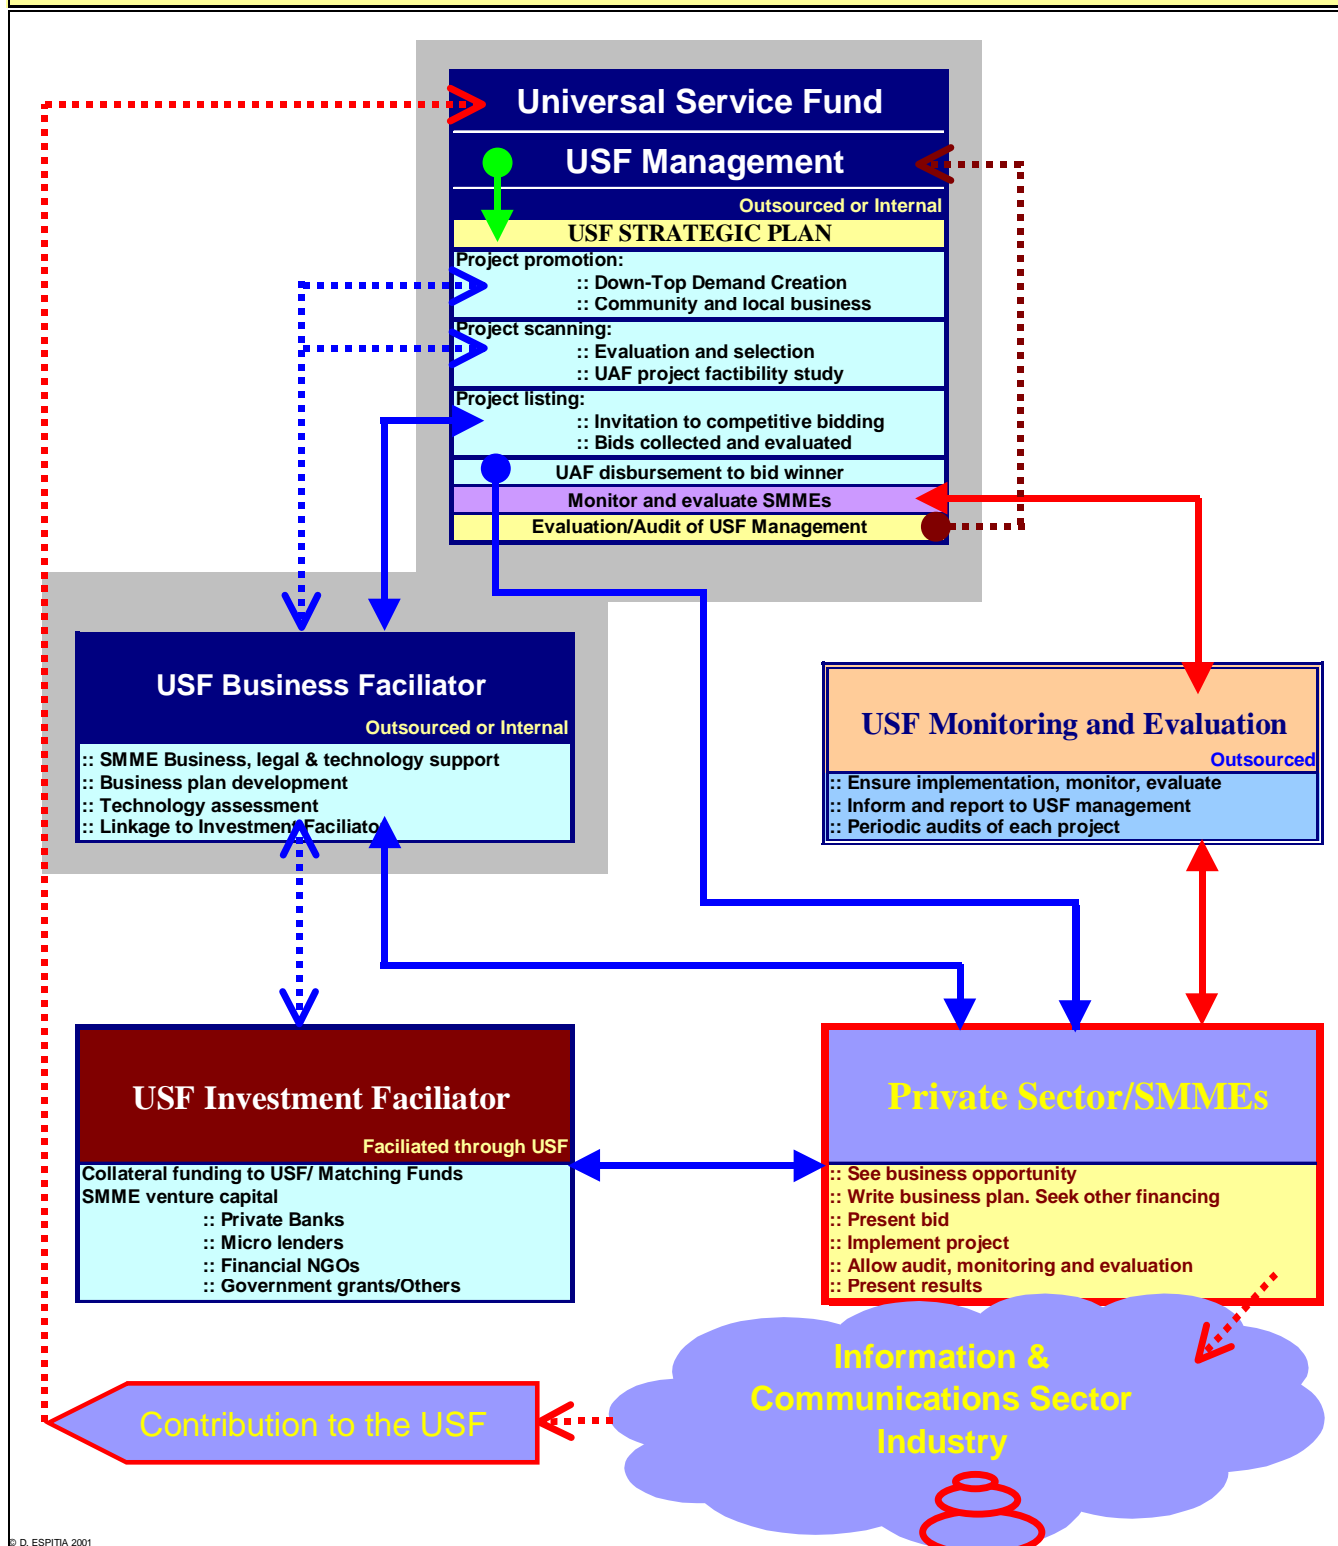 Universal Service Fund
USF Management
Outsourced or Internal
USF STRATEGIC PLAN
Project promotion:
:: Down-Top Demand Creation
:: Community and local business
Project scanning:
:: Evaluation and selection
:: UAF project factibility study
Project listing:
:: Invitation to competitive bidding
:: Bids collected and evaluated
UAF disbursement to bid winner
Monitor and evaluate SMMEs
Evaluation/Audit of USF Management
USF Business Faciliator
Outsourced or Internal
:: SMME Business, legal & technology support
:: Business plan development
:: Technology assessment
:: Linkage to Investment Faciliator
USF Monitoring and Evaluation
Outsourced
:: Ensure implementation, monitor, evaluate
:: Inform and report to USF management
:: Periodic audits of each project
USF Investment Faciliator
Faciliated through USF
Collateral funding to USF/ Matching Funds
SMME venture capital
:: Private Banks
:: Micro lenders
:: Financial NGOs
:: Government grants/Others
Private Sector/SMMEs
:: See business opportunity
:: Write business plan. Seek other financing
:: Present bid
:: Implement project
:: Allow audit, monitoring and evaluation
:: Present results
Information &
Communications Sector
Industry
Contribution to the USF
© D. ESPITIA 2001